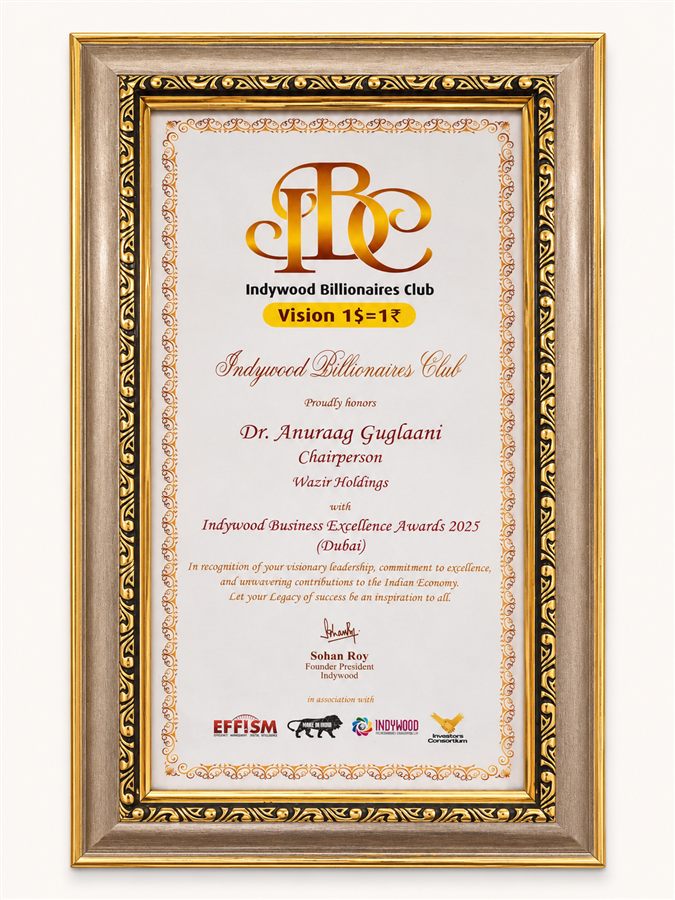 IBC
Indywood Billionaires Club
Vision 1$=1₹
Indywood Billionaires Club
Proudly honors
Dr. Anuraag Guglaani
Chairperson
Wazir Holdings
with
Indywood Business Excellence Awards 2025
(Dubai)
In recognition of your visionary leadership, commitment to excellence,
and unwavering contributions to the Indian Economy.
Let your Legacy of success be an inspiration to all.
Sohan Roy
Founder President
Indywood
in association with
EFFISM
MAKE IN INDIA
INDYWOOD
Investors
Consortium